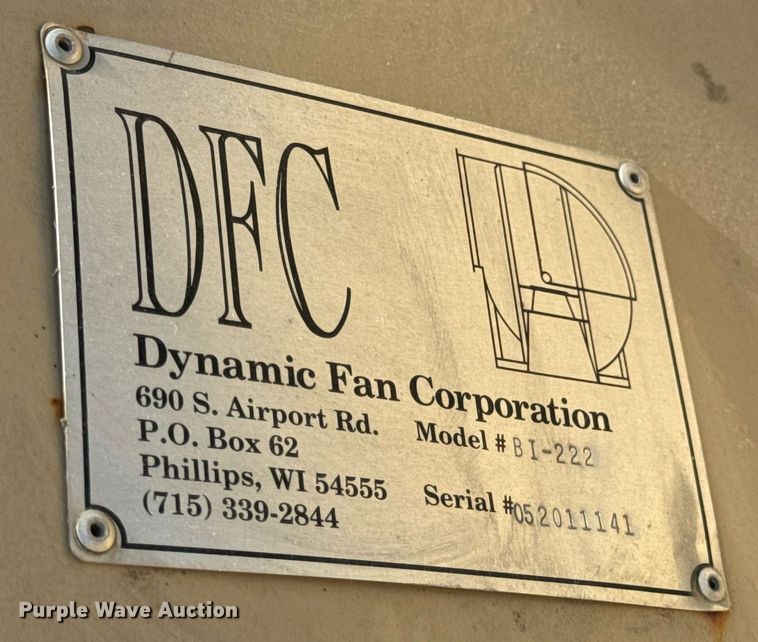 DFC
Dynamic Fan Corporation
690 S. Airport Rd.
P.O. Box 62
Phillips, WI 54555
(715) 339-2844
Model # BI-222
Serial #052011141
Purple Wave Auction